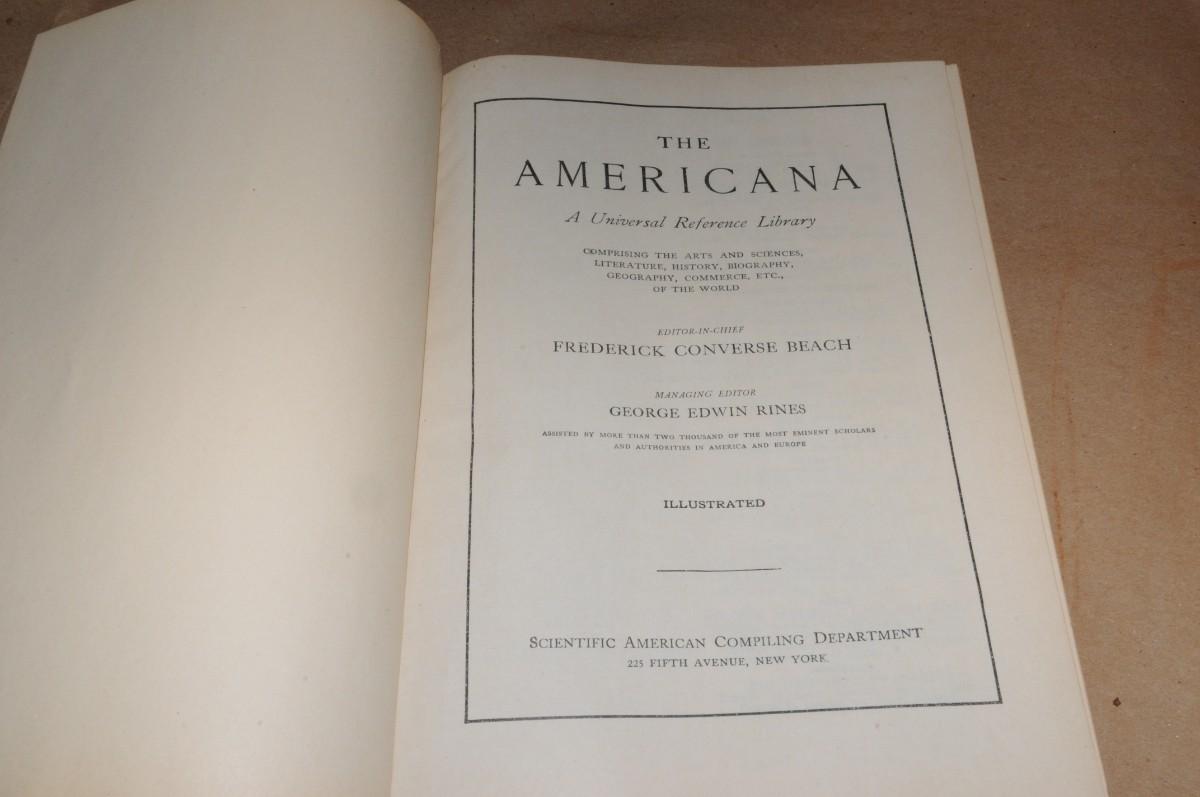 THE
AMERICANA
A Universal Reference Library
COMPRISING THE ARTS AND SCIENCES,
LITERATURE, HISTORY, BIOGRAPHY,
GEOGRAPHY, COMMERCE, ETC.,
OF THE WORLD
EDITOR-IN-CHIEF
FREDERICK CONVERSE BEACH
MANAGING EDITOR
GEORGE EDWIN RINES
ASSISTED BY MORE THAN TWO THOUSAND OF THE MOST EMINENT SCHOLARS
AND AUTHORITIES IN AMERICA AND EUROPE
ILLUSTRATED
SCIENTIFIC AMERICAN COMPILING DEPARTMENT
225 FIFTH AVENUE, NEW YORK